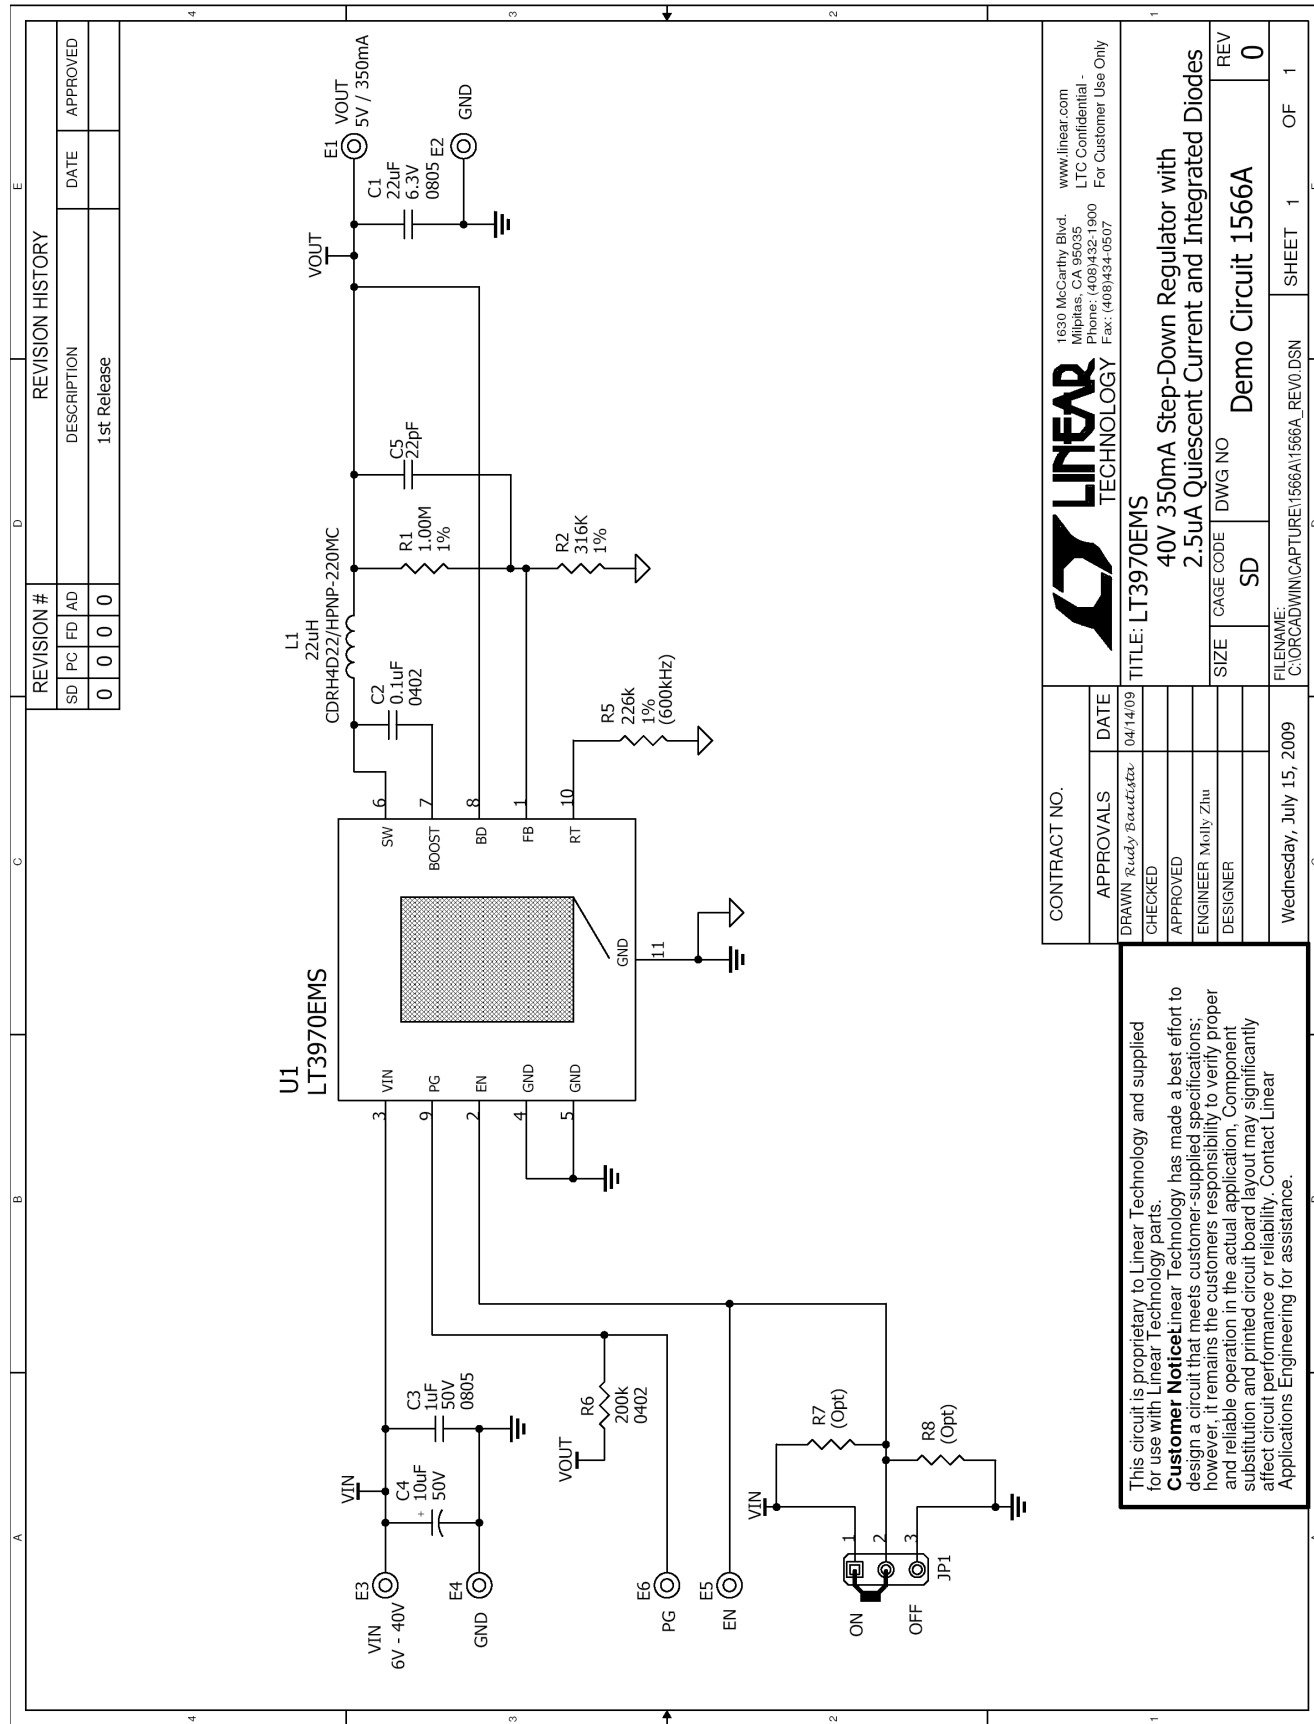 REVISION #
REVISION HISTORY
SD PC FD AD
DESCRIPTION
DATE
APPROVED
0 0 0 0
1st Release
E
D
C
B
A
4
3
2
1
U1
LT3970EMS
VIN
PG
EN
GND
GND
GND
SW
BOOST
BD
FB
RT
3
9
2
4
5
11
6
7
8
1
10
E3
VIN
6V - 40V
E4
GND
VIN
C4
+
10uF
50V
C3
1uF
50V
0805
VOUT
R6
200k
0402
E6
PG
E5
EN
VIN
R7
(Opt)
R8
(Opt)
1
2
3
JP1
ON
OFF
C2
0.1uF
0402
L1
22uH
CDRH4D22/HPNP-220MC
R1
1.00M
1%
C5
22pF
R2
316K
1%
R5
226k
1%
(600kHz)
VOUT
C1
22uF
6.3V
0805
E1
VOUT
5V / 350mA
E2
GND
This circuit is proprietary to Linear Technology and supplied
for use with Linear Technology parts.
Customer Notice:Linear Technology has made a best effort to
design a circuit that meets customer-supplied specifications;
however, it remains the customers responsibility to verify proper
and reliable operation in the actual application, Component
substitution and printed circuit board layout may significantly
affect circuit performance or reliability. Contact Linear
Applications Engineering for assistance.
CONTRACT NO.
APPROVALS
DATE
DRAWN Rudy Bautista 04/14/09
CHECKED
APPROVED
ENGINEER Molly Zhu
DESIGNER
Wednesday, July 15, 2009
LINEAR
TECHNOLOGY
1630 McCarthy Blvd.
Milpitas, CA 95035
Phone: (408)432-1900
Fax: (408)434-0507
www.linear.com
LTC Confidential -
For Customer Use Only
TITLE: LT3970EMS
40V 350mA Step-Down Regulator with
2.5uA Quiescent Current and Integrated Diodes
SIZE
CAGE CODE
SD
DWG NO
Demo Circuit 1566A
REV
0
FILENAME:
C:\ORCADWIN\CAPTURE\1566A\1566A_REV0.DSN
SHEET 1 OF 1